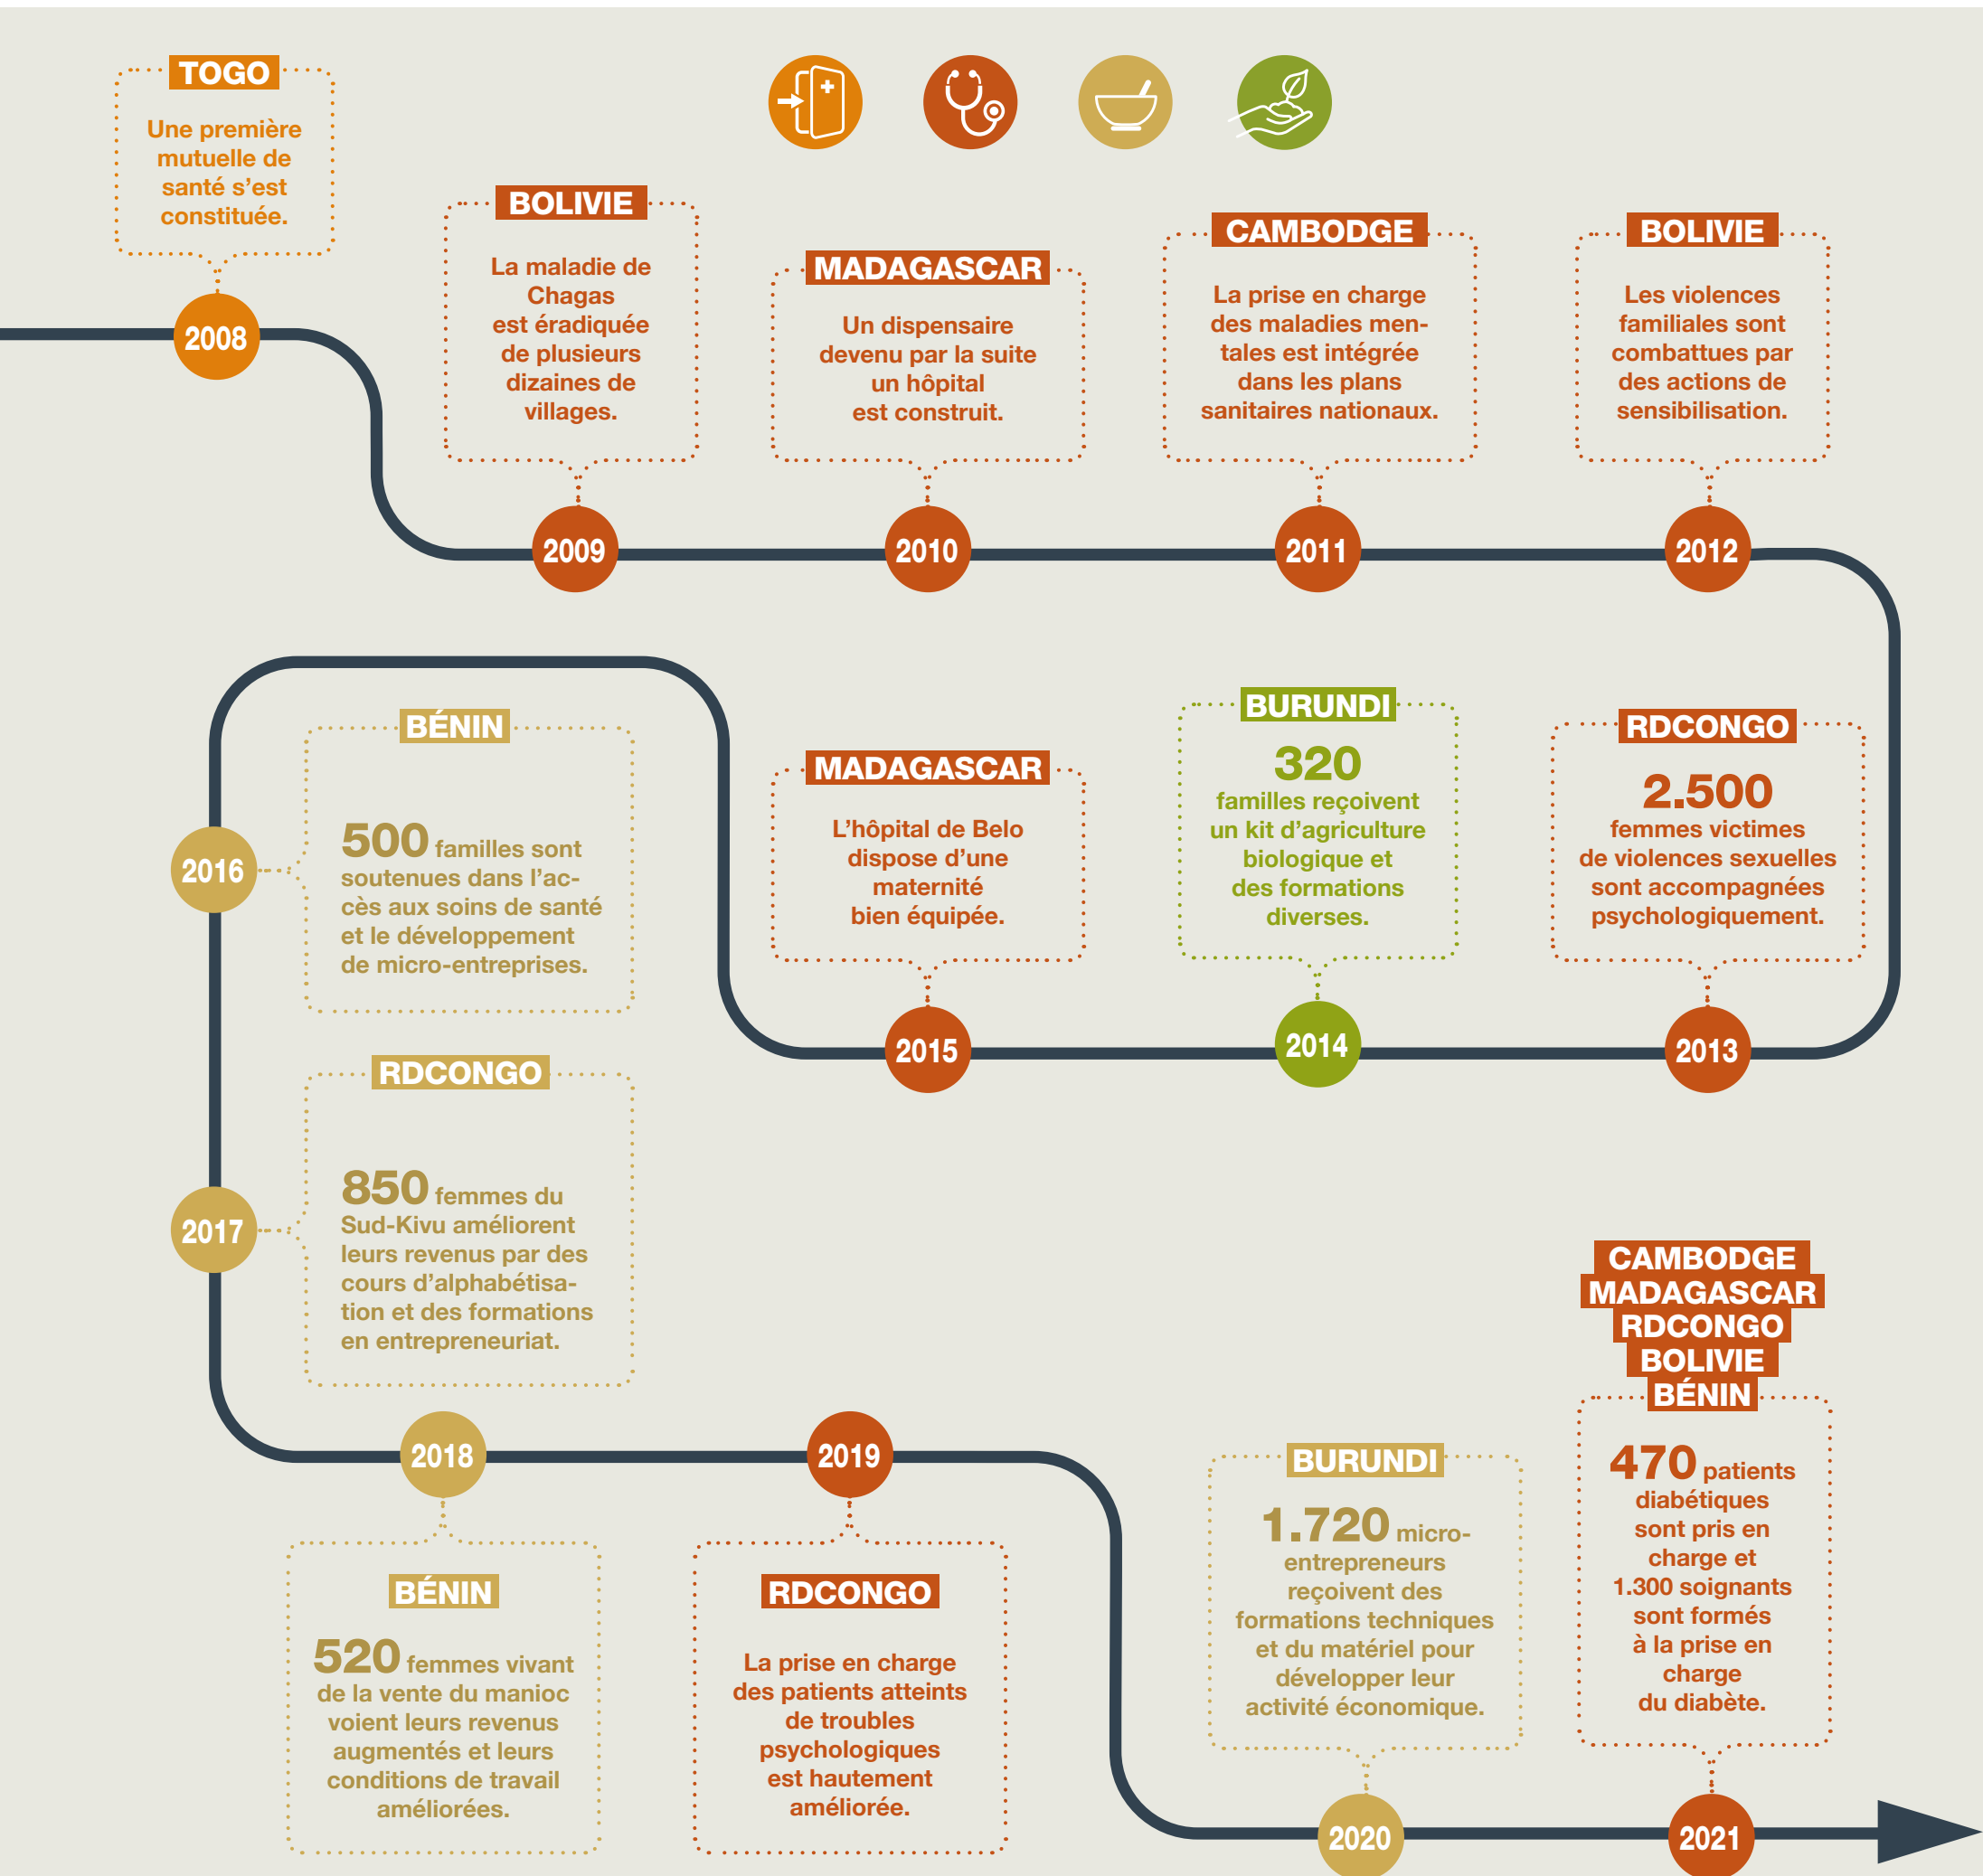 TOGO
Une première
mutuelle de
santé s’est
constituée.
2008
BOLIVIE
La maladie de
Chagas
est éradiquée
de plusieurs
dizaines de
villages.
2009
MADAGASCAR
Un dispensaire
devenu par la suite
un hôpital
est construit.
2010
CAMBODGE
La prise en charge
des maladies men-
tales est intégrée
dans les plans
sanitaires nationaux.
2011
BOLIVIE
Les violences
familiales sont
combattues par
des actions de
sensibilisation.
2012
RDCONGO
2.500
femmes victimes
de violences sexuelles
sont accompagnées
psychologiquement.
2013
BURUNDI
320
familles reçoivent
un kit d’agriculture
biologique et
des formations
diverses.
2014
MADAGASCAR
L’hôpital de Belo
dispose d’une
maternité
bien équipée.
2015
BÉNIN
500 familles sont
soutenues dans l’ac-
cès aux soins de santé
et le développement
de micro-entreprises.
2016
RDCONGO
850 femmes du
Sud-Kivu améliorent
leurs revenus par des
cours d’alphabétisa-
tion et des formations
en entrepreneuriat.
2017
2018
BÉNIN
520 femmes vivant
de la vente du manioc
voient leurs revenus
augmentés et leurs
conditions de travail
améliorées.
2019
RDCONGO
La prise en charge
des patients atteints
de troubles
psychologiques
est hautement
améliorée.
BURUNDI
1.720 micro-
entrepreneurs
reçoivent des
formations techniques
et du matériel pour
développer leur
activité économique.
2020
CAMBODGE
MADAGASCAR
RDCONGO
BOLIVIE
BÉNIN
470 patients
diabétiques
sont pris en
charge et
1.300 soignants
sont formés
à la prise en
charge
du diabète.
2021